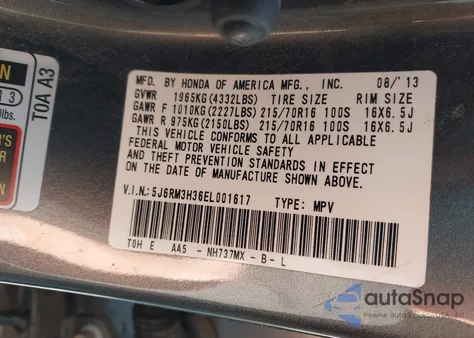 MFD. BY HONDA OF AMERICA MFG., INC. 08/'13
GVWR 1965KG(4332LBS) TIRE SIZE RIM SIZE
GAWR F 1010KG(2227LBS) 215/70R16 100S 16X6.5J
GAWR R 975KG(2150LBS) 215/70R16 100S 16X6.5J
THIS VEHICLE CONFORMS TO ALL APPLICABLE
FEDERAL MOTOR VEHICLE SAFETY
AND THEFT PREVENTION STANDARDS IN EFFECT
ON THE DATE OF MANUFACTURE SHOWN ABOVE.
V.I.N.: 5J6RM3H36EL001617 TYPE: MPV
TOH E AA5 - NH737MX - B - L
T0A A3
R 3
lbs.
autoSnap